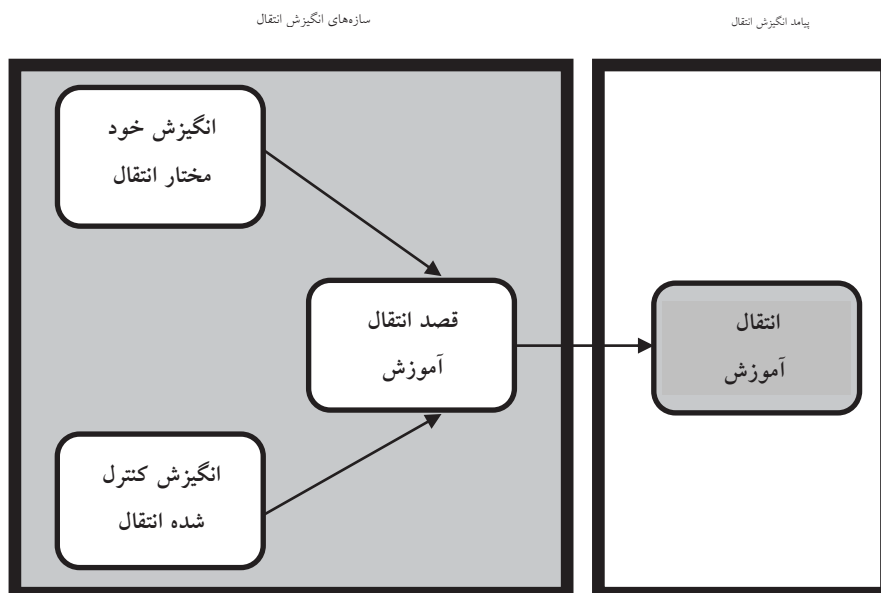 سازه‌های انگیزش انتقال
پیامد انگیزش انتقال
انگیزش خود
مختار انتقال
قصد انتقال
آموزش
انتقال
آموزش
انگیزش کنترل
شده انتقال